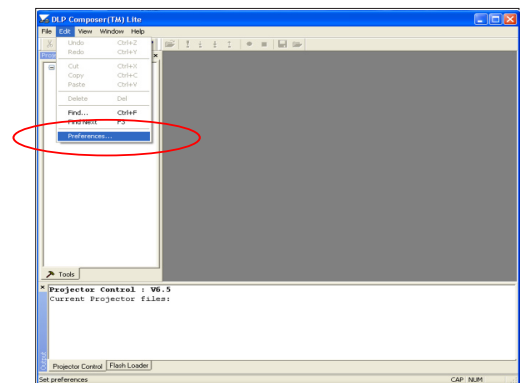 DLP Composer(TM) Lite
File Edit View Window Help
Undo Ctrl+Z
Redo Ctrl+Y
Cut Ctrl+X
Copy Ctrl+C
Paste Ctrl+V
Delete Del
Find... Ctrl+F
Find Next F3
Preferences...
Tools
Projector Control : V6.5
Current Projector files:
Output
Projector Control Flash Loader
Set preferences CAP NUM